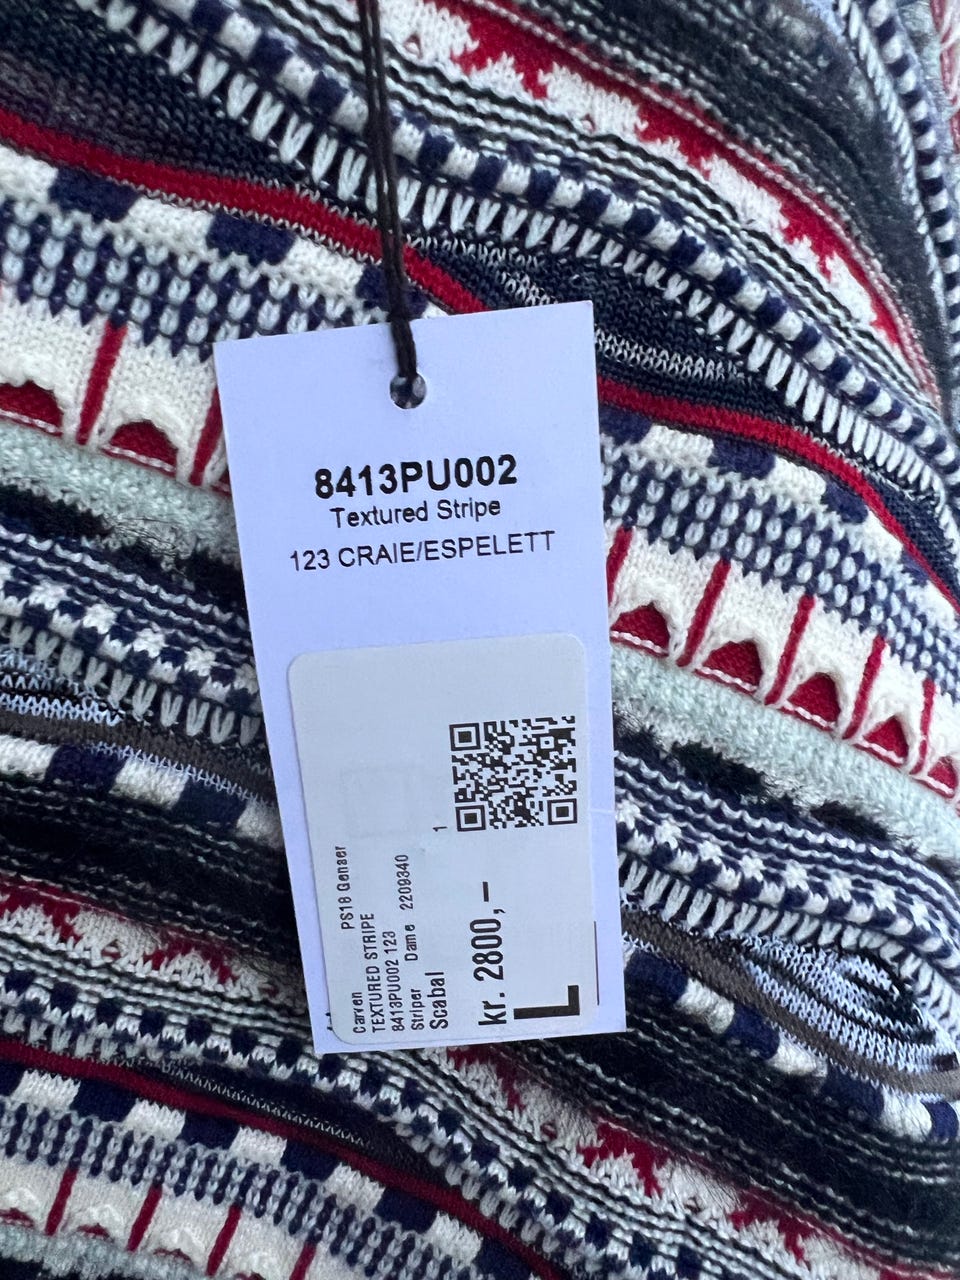 8413PU002
Textured Stripe
123 CRAIE/ESPELETT
Carven PS18 Genser
TEXTURED STRIPE
8413PU002 123
Striper Dame 2209340
Scabal 1
kr. 2800,-
L